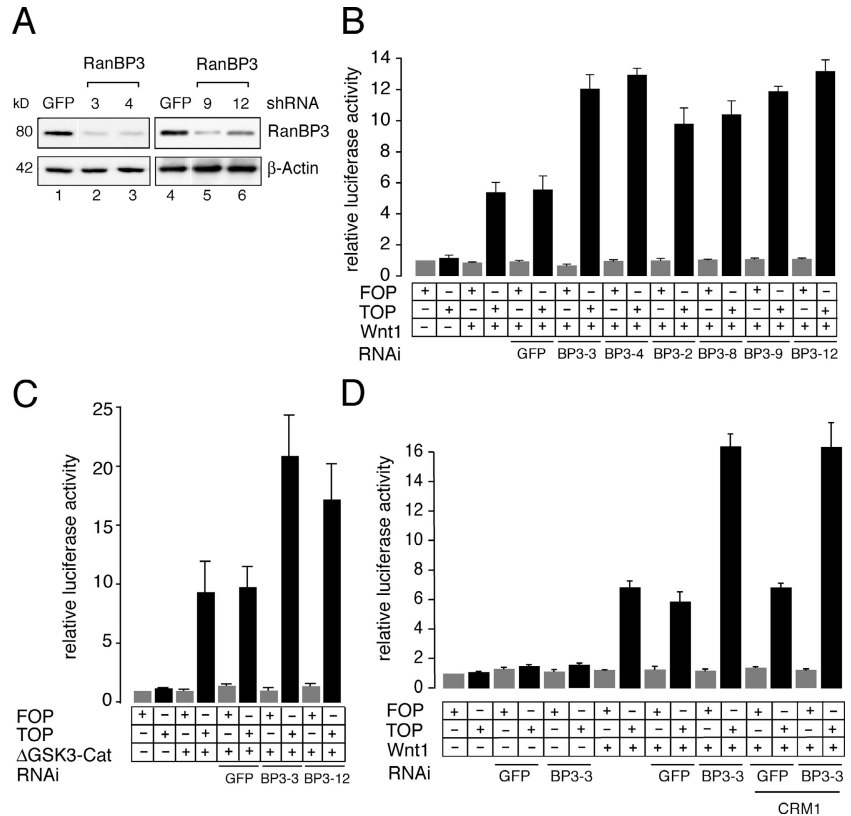 A
RanBP3 RanBP3
kD GFP 3 4 GFP 9 12 shRNA
80 RanBP3
42 β-Actin
1 2 3 4 5 6
B
relative luciferase activity
14
12
10
8
6
4
2
0
FOP + − + − + − + − + − + − + − + −
TOP − + − + − + − + − + − + − + − +
Wnt1 − − + + + + + + + + + + + + + + + +
RNAi GFP BP3-3 BP3-4 BP3-2 BP3-8 BP3-9 BP3-12
C
relative luciferase activity
25
20
15
10
5
0
FOP + − + − + − + − + −
TOP − + − + − + − + − +
ΔGSK3-Cat − − + + + + + + + +
RNAi GFP BP3-3 BP3-12
D
relative luciferase activity
16
14
12
10
8
6
4
2
0
FOP + − + − + − + − + − + − + − + −
TOP − + − + − + − + − + − + − + − +
Wnt1 − − − − − − + + + + + + + + + +
RNAi GFP BP3-3 GFP BP3-3 GFP BP3-3
CRM1